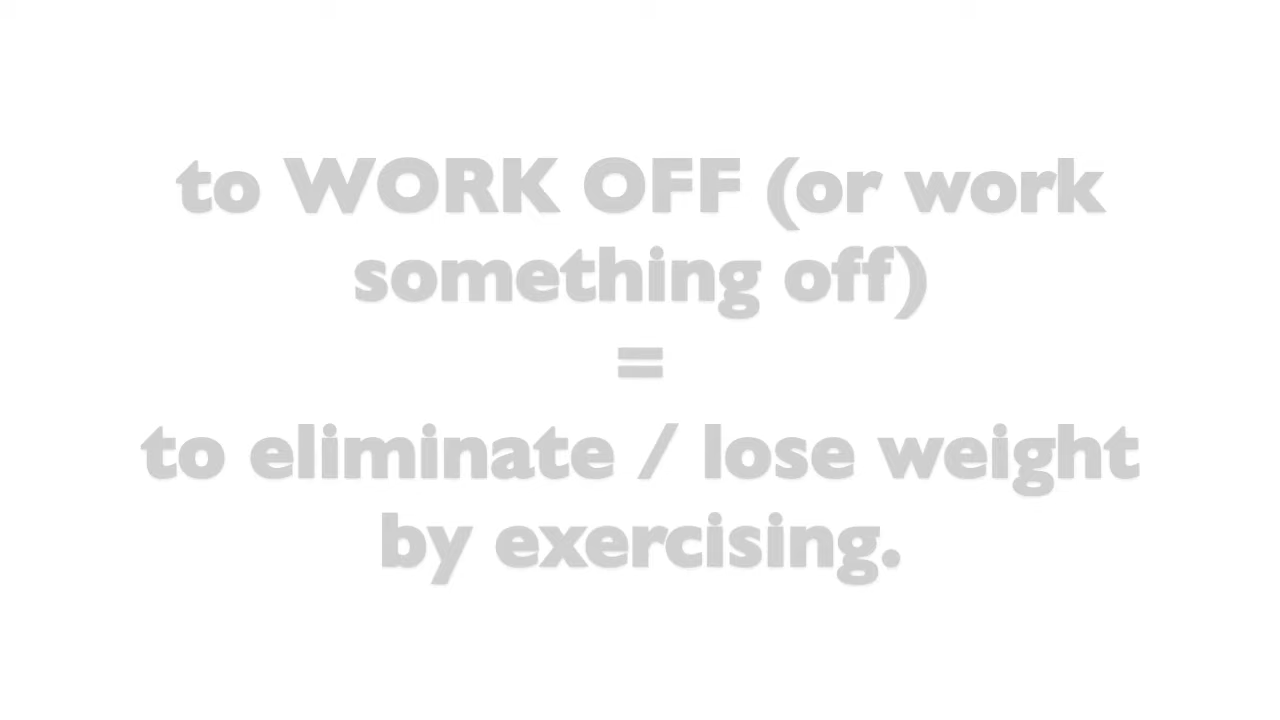 to WORK OFF (or work
something off)
=
to eliminate / lose weight
by exercising.